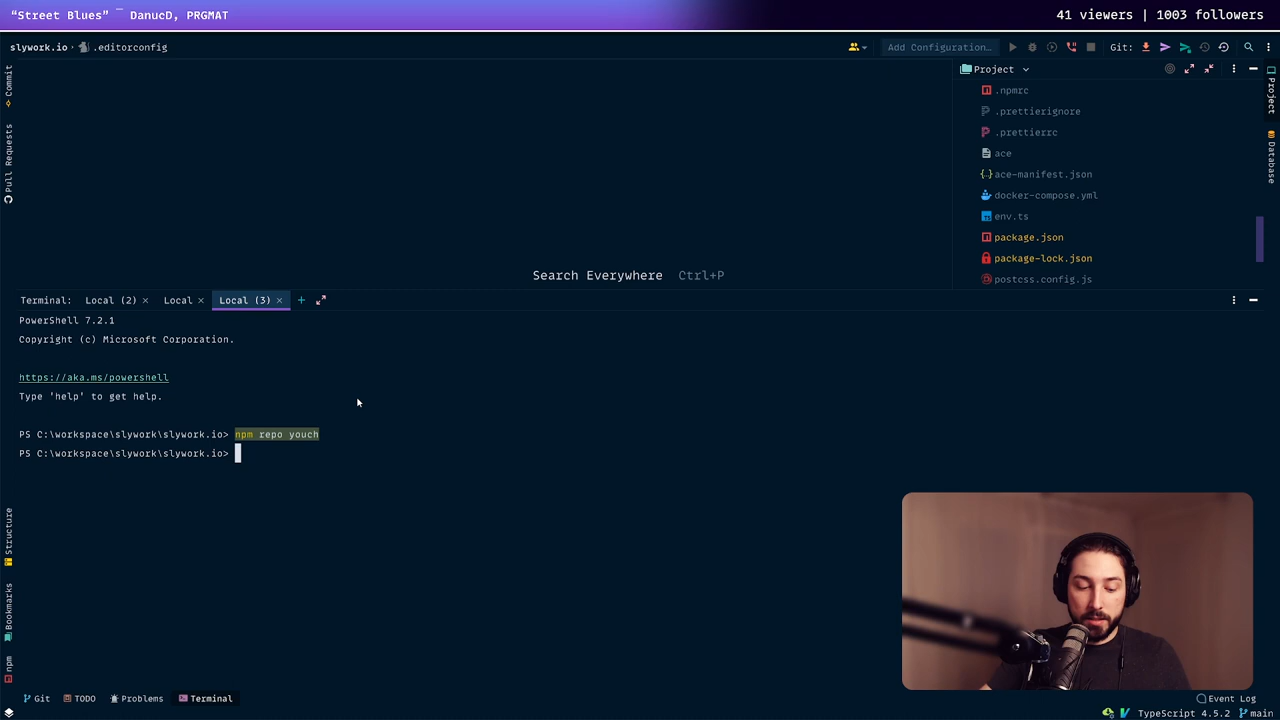 “Street Blues” ¯ DanucD, PRGMAT
41 viewers | 1003 followers
slywork.io › .editorconfig
Add Configuration...
Git:
Commit
Pull Requests
Project
.npmrc
.prettierignore
.prettierrc
ace
ace-manifest.json
docker-compose.yml
env.ts
package.json
package-lock.json
postcss.config.js
Project
Database
Search Everywhere Ctrl+P
Terminal: Local (2) × Local × Local (3) × +
PowerShell 7.2.1
Copyright (c) Microsoft Corporation.
https://aka.ms/powershell
Type 'help' to get help.
PS C:\workspace\slywork\slywork.io> npm repo youch
PS C:\workspace\slywork\slywork.io>
Structure
Bookmarks
npm
Git TODO Problems Terminal
Event Log
TypeScript 4.5.2 main